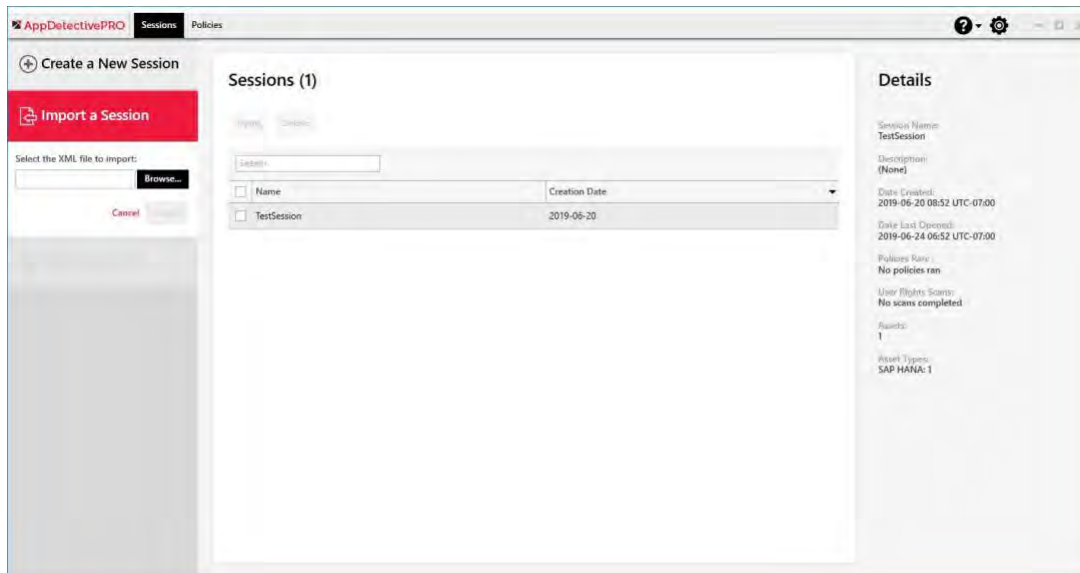 AppDetectivePRO
Sessions
Policies
Create a New Session
Import a Session
Select the XML file to import:
Browse...
Cancel
Sessions (1)
Search
Name
Creation Date
TestSession
2019-06-20
Details
Session Name:
TestSession
Description:
(None)
Date Created:
2019-06-20 08:52 UTC-07:00
Date Last Opened:
2019-06-24 06:52 UTC-07:00
Policies Ran:
No policies ran
User Rights Scans:
No scans completed
Assets:
1
Asset Types:
SAP HANA: 1